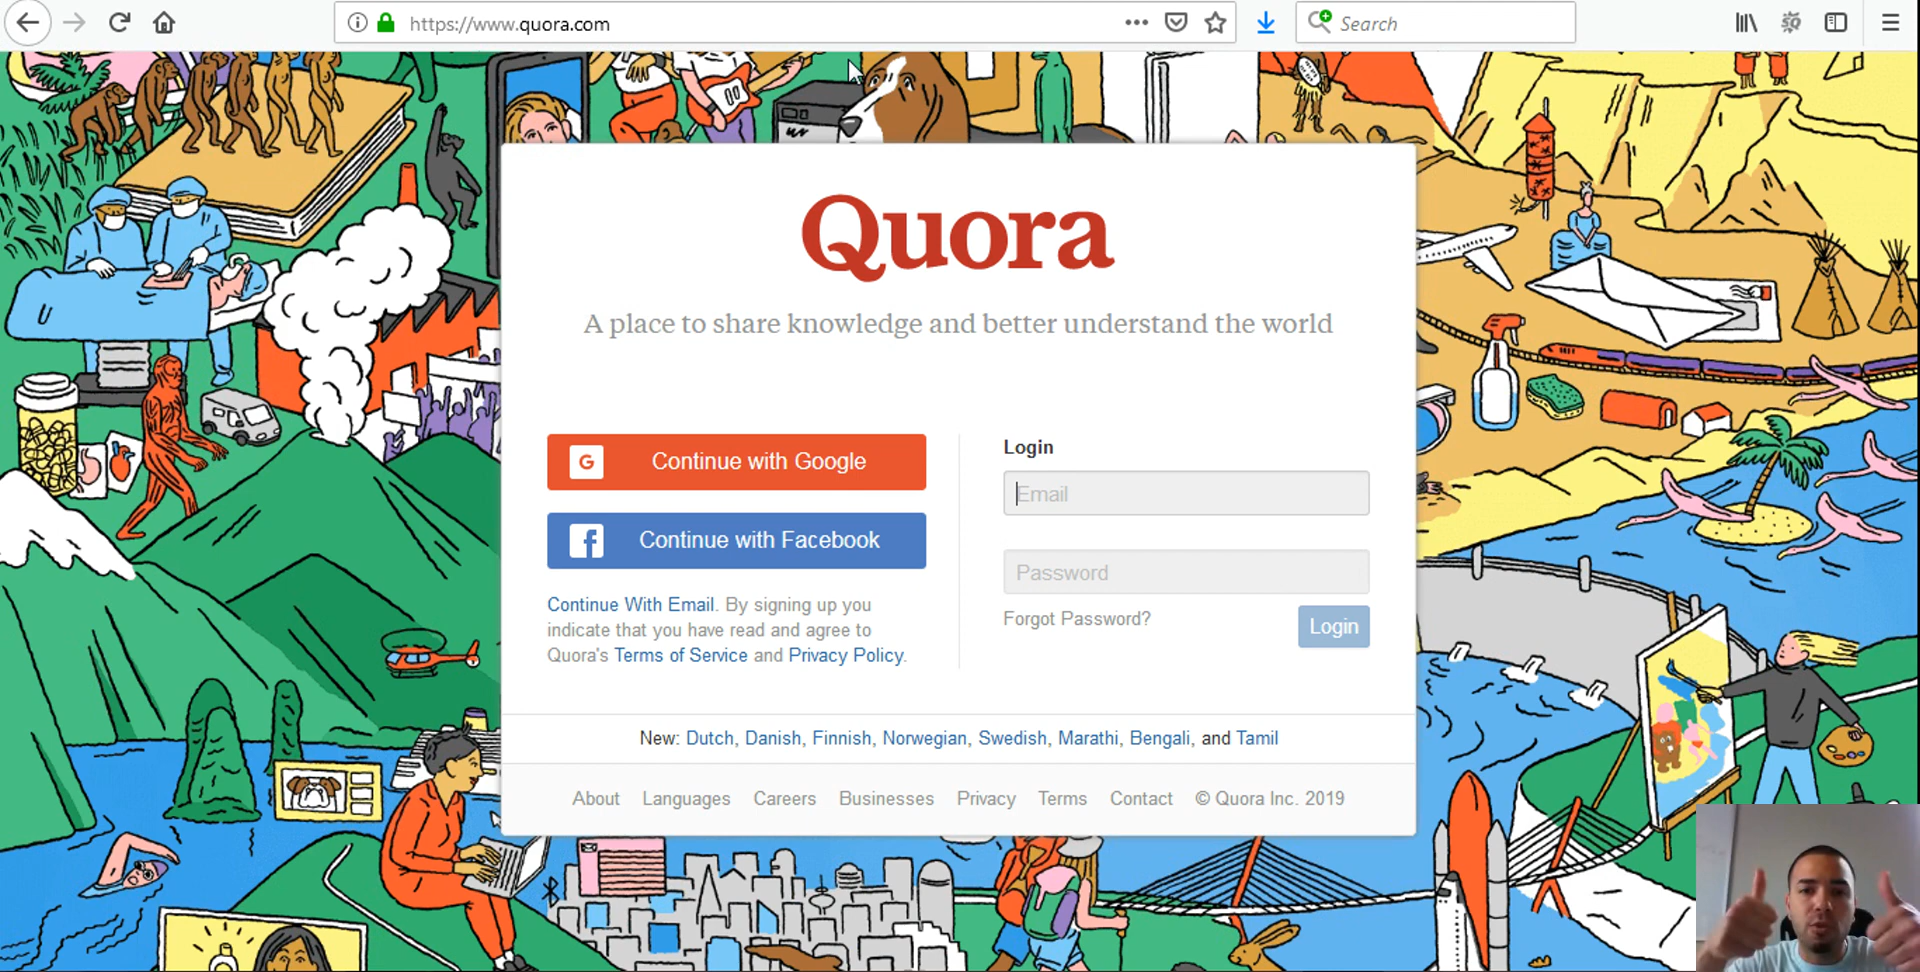 https://www.quora.com
Search
Quora
A place to share knowledge and better understand the world
G Continue with Google
f Continue with Facebook
Continue With Email. By signing up you
indicate that you have read and agree to
Quora's Terms of Service and Privacy Policy.
Login
Email
Password
Forgot Password?
Login
New: Dutch, Danish, Finnish, Norwegian, Swedish, Marathi, Bengali, and Tamil
About Languages Careers Businesses Privacy Terms Contact © Quora Inc. 2019